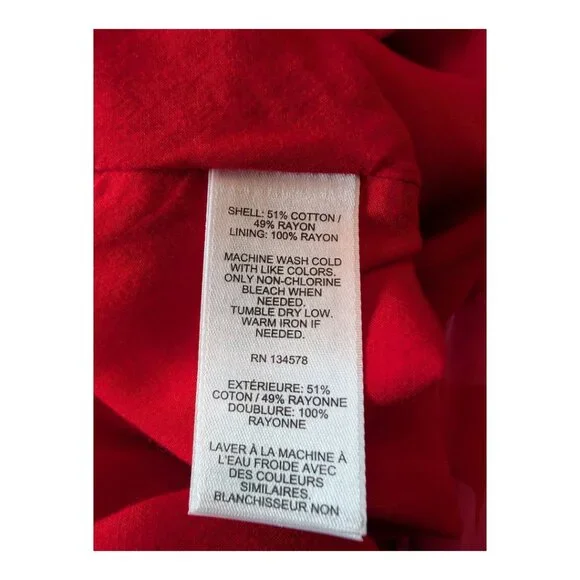 SHELL: 51% COTTON /
49% RAYON
LINING: 100% RAYON
MACHINE WASH COLD
WITH LIKE COLORS.
ONLY NON-CHLORINE
BLEACH WHEN
NEEDED.
TUMBLE DRY LOW.
WARM IRON IF
NEEDED.
RN 134578
EXTÉRIEURE: 51%
COTON / 49% RAYONNE
DOUBLURE: 100%
RAYONNE
LAVER À LA MACHINE À
L'EAU FROIDE AVEC
DES COULEURS
SIMILAIRES.
BLANCHISSEUR NON